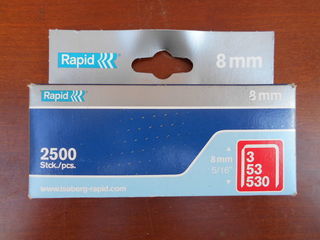 Rapid
8 mm
Rapid
8 mm
2500
Stck./pcs.
8 mm
5/16"
3
53
530
www.isaberg-rapid.com